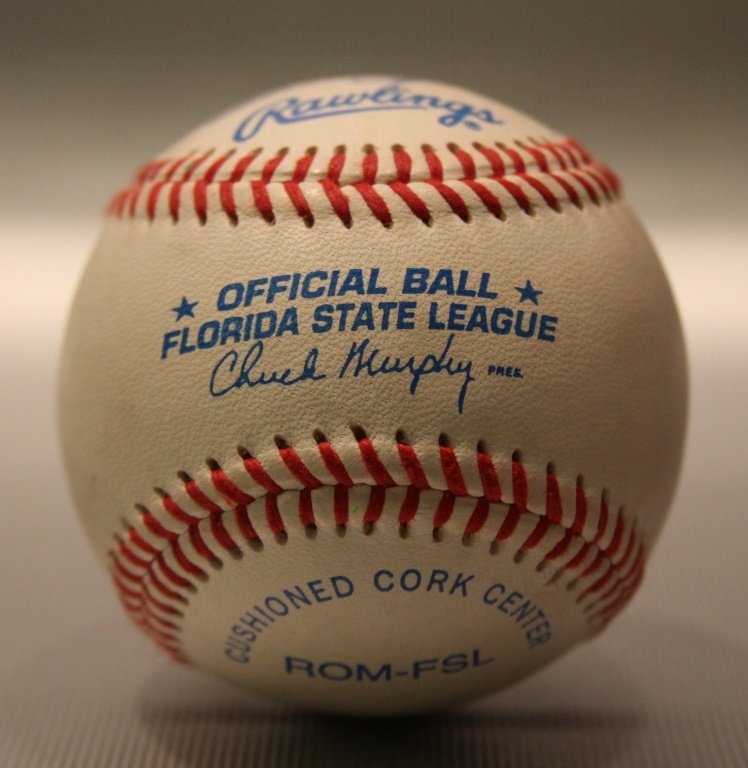 Rawlings
OFFICIAL BALL
FLORIDA STATE LEAGUE
Chuck Murphy PRES.
CUSHIONED CORK CENTER
ROM-FSL